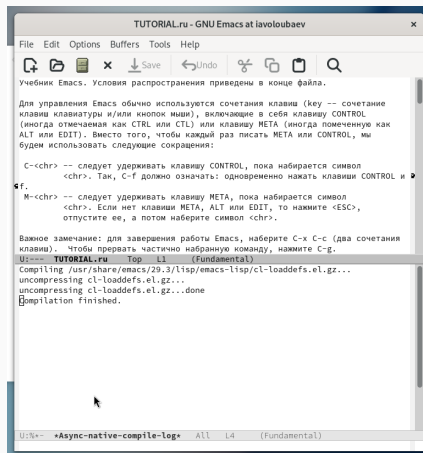 TUTORIAL.ru - GNU Emacs at iavoloubaev
File Edit Options Buffers Tools Help
Save Undo
Учебник Emacs. Условия распространения приведены в конце файла.
Для управления Emacs обычно используются сочетания клавиш (key -- сочетание
клавиш клавиатуры и/или кнопок мыши), включающие в себя клавишу CONTROL
(иногда отмечаемая как CTRL или CTL) или клавишу META (иногда помеченную как
ALT или EDIT). Вместо того, чтобы каждый раз писать META или CONTROL, мы
будем использовать следующие сокращения:
C-<chr> -- следует удерживать клавишу CONTROL, пока набирается символ
<chr>. Так, C-f должно означать: одновременно нажать клавиши CONTROL и
f.
M-<chr> -- следует удерживать клавишу META, пока набирается символ
<chr>. Если нет клавиши META, ALT или EDIT, то нажмите <ESC>,
отпустите ее, а потом наберите символ <chr>.
Важное замечание: для завершения работы Emacs, наберите C-x C-c (два сочетания
клавиш). Чтобы прервать частично набранную команду, нажмите C-g.
U:--- TUTORIAL.ru Top L1 (Fundamental)
Compiling /usr/share/emacs/29.3/lisp/emacs-lisp/cl-loaddefs.el.gz...
uncompressing cl-loaddefs.el.gz...
uncompressing cl-loaddefs.el.gz...done
Compilation finished.
U:%*- *Async-native-compile-log* All L4 (Fundamental)